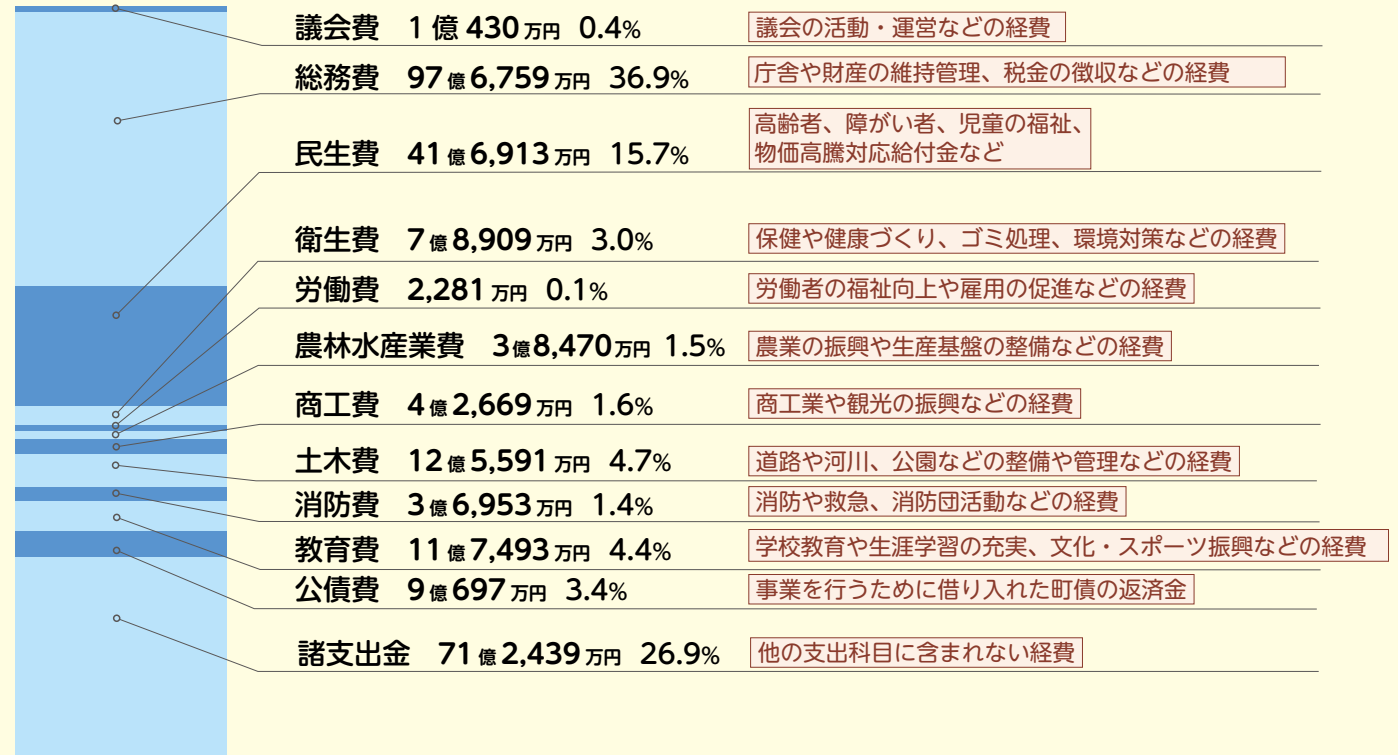 議会費 1億430万円 0.4% 議会の活動・運営などの経費
総務費 97億6,759万円 36.9% 庁舎や財産の維持管理、税金の徴収などの経費
民生費 41億6,913万円 15.7% 高齢者、障がい者、児童の福祉、
物価高騰対応給付金など
衛生費 7億8,909万円 3.0% 保健や健康づくり、ゴミ処理、環境対策などの経費
労働費 2,281万円 0.1% 労働者の福祉向上や雇用の促進などの経費
農林水産業費 3億8,470万円 1.5% 農業の振興や生産基盤の整備などの経費
商工費 4億2,669万円 1.6% 商工業や観光の振興などの経費
土木費 12億5,591万円 4.7% 道路や河川、公園などの整備や管理などの経費
消防費 3億6,953万円 1.4% 消防や救急、消防団活動などの経費
教育費 11億7,493万円 4.4% 学校教育や生涯学習の充実、文化・スポーツ振興などの経費
公債費 9億697万円 3.4% 事業を行うために借り入れた町債の返済金
諸支出金 71億2,439万円 26.9% 他の支出科目に含まれない経費